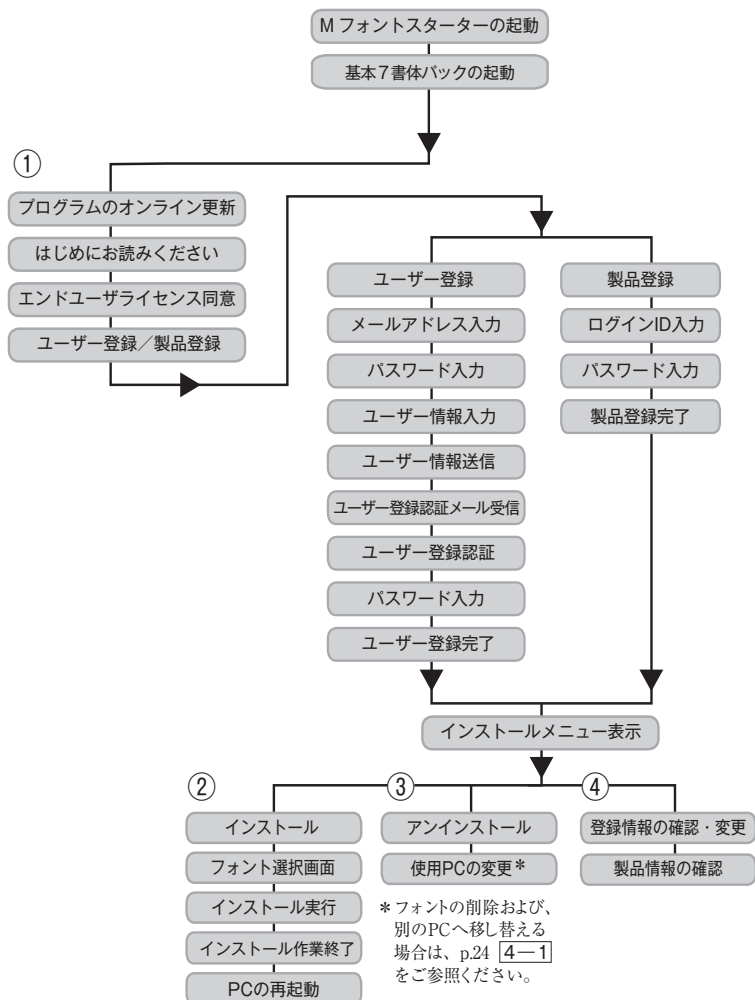 M フォントスターターの起動
基本7書体パックの起動
①
プログラムのオンライン更新
はじめにお読みください
エンドユーザライセンス同意
ユーザー登録／製品登録
ユーザー登録
メールアドレス入力
パスワード入力
ユーザー情報入力
ユーザー情報送信
ユーザー登録認証メール受信
ユーザー登録認証
パスワード入力
ユーザー登録完了
製品登録
ログインID入力
パスワード入力
製品登録完了
インストールメニュー表示
②
インストール
フォント選択画面
インストール実行
インストール作業終了
PCの再起動
③
アンインストール
使用PCの変更＊
＊フォントの削除および、
別のPCへ移し替える
場合は、p.24 4－1
をご参照ください。
④
登録情報の確認・変更
製品情報の確認